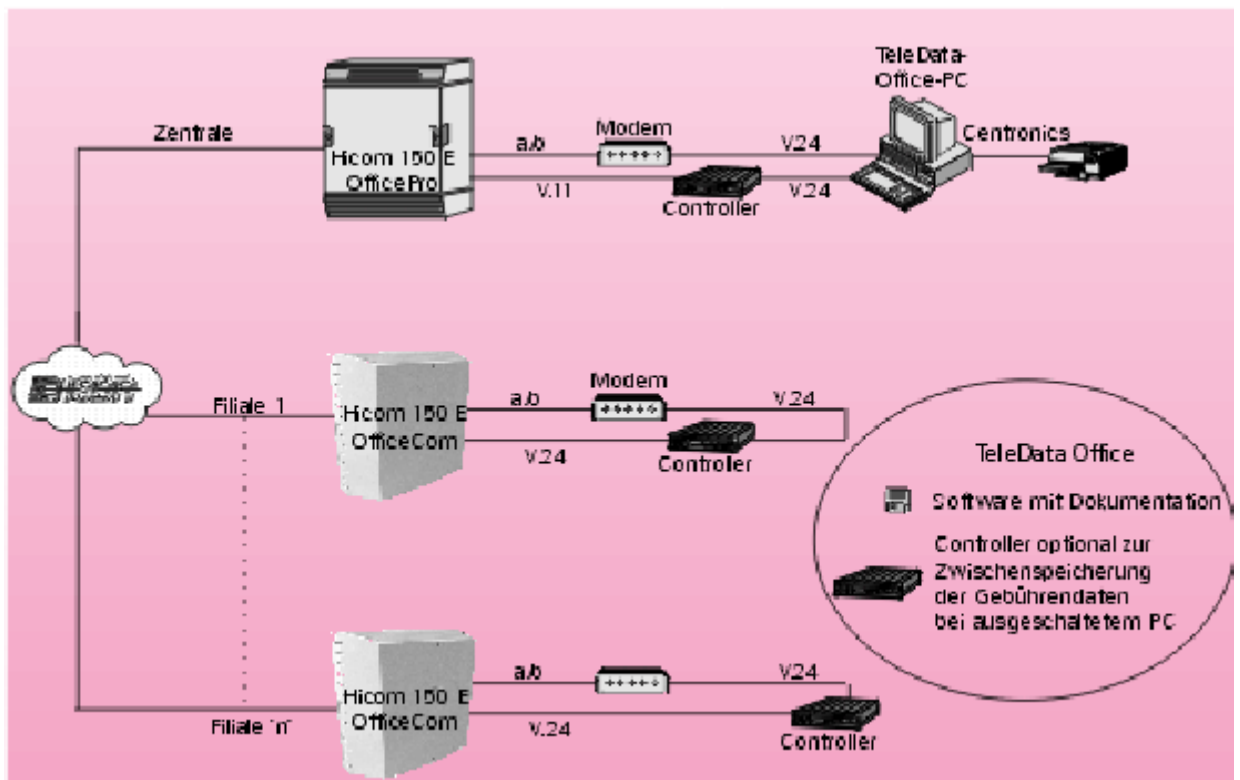 TeleData-
Office-PC
Zentrale
a/b
Modem
V.24
Centronics
Hicom 150 E
OfficePro
V.11
Controller
V.24
Filiale 1
Hicom 150 E
OfficeCom
a/b
Modem
V.24
V.24
Controller
TeleData Office
Software mit Dokumentation
Controller optional zur
Zwischenspeicherung
der Gebührendaten
bei ausgeschaltetem PC
Filiale 'n'
Hicom 150 E
OfficeCom
a/b
V.24
V.24
Controller